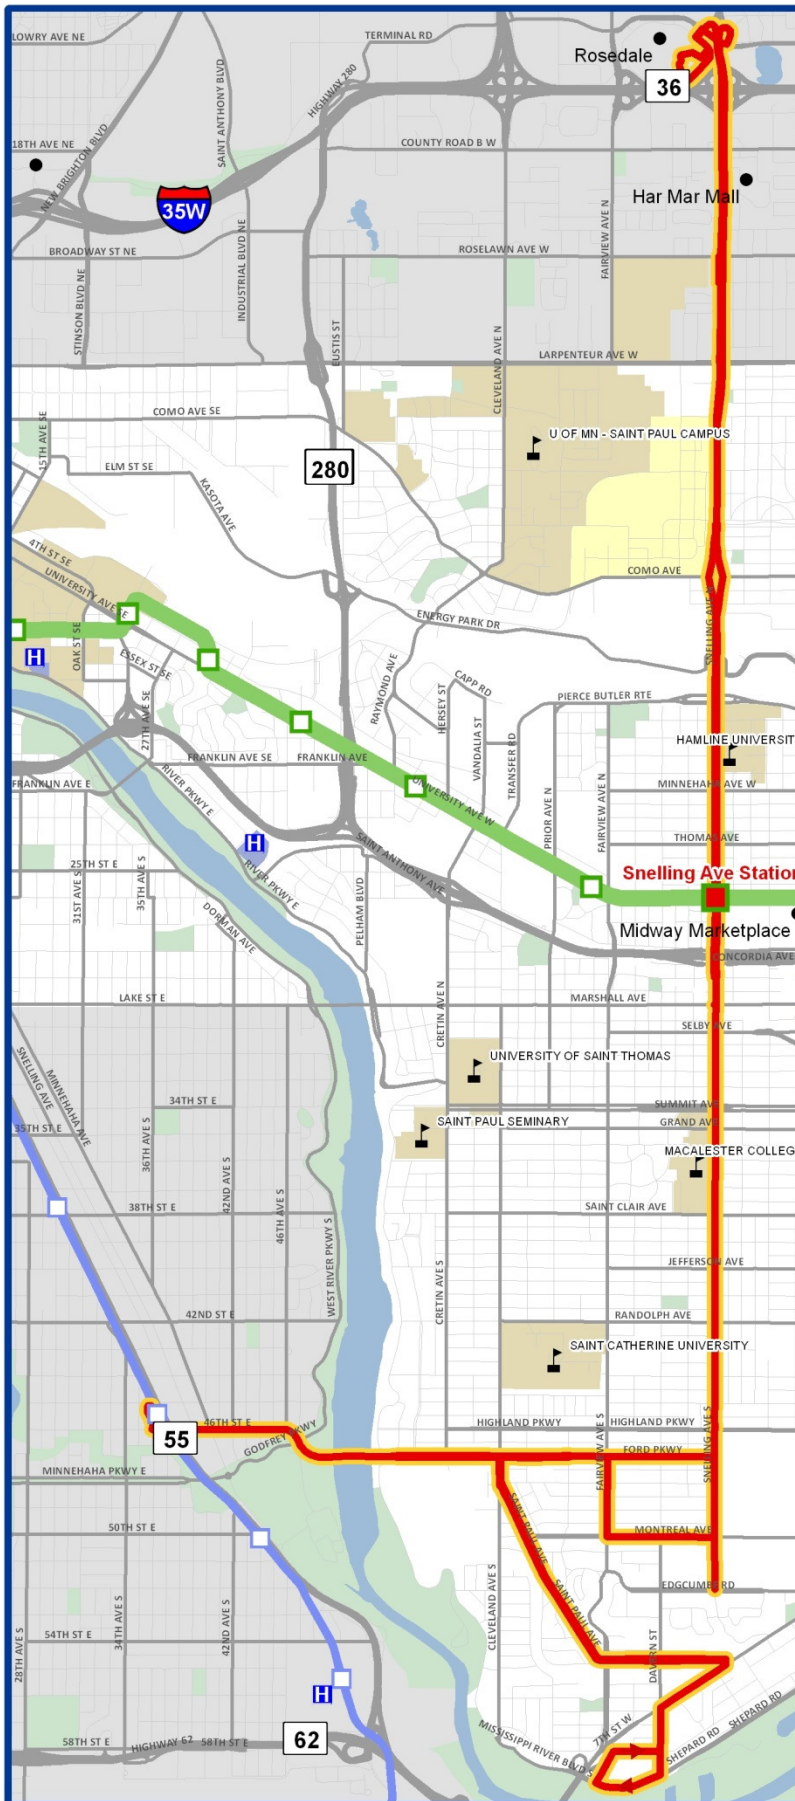 LOWRY AVE NE
TERMINAL RD
Rosedale
36
SAINT ANTHONY BLVD
HIGHWAY 280
18TH AVE NE
NEW BRIGHTON BLVD
COUNTY ROAD B W
35W
Har Mar Mall
BROADWAY ST NE
INDUSTRIAL BLVD NE
ROSELAWN AVE W
FAIRVIEW AVE N
STINSON BLVD NE
EUSTIS ST
CLEVELAND AVE N
LARPENTEUR AVE W
COMO AVE SE
15TH AVE SE
U OF MN - SAINT PAUL CAMPUS
ELM ST SE
280
KASOTA AVE
4TH ST SE
UNIVERSITY AVE SE
COMO AVE
ENERGY PARK DR
SNELLING AVE N
OAK ST SE
H
ESSEX ST SE
RAYMOND AVE
CAPP RD
HERSEY ST
PIERCE BUTLER RTE
27TH AVE SE
VANDALIA ST
TRANSFER RD
HAMLINE UNIVERSIT
FRANKLIN AVE SE
FRANKLIN AVE
FRANKLIN AVE E
RIVER PKWY E
UNIVERSITY AVE W
PRIOR AVE N
FAIRVIEW AVE N
MINNEHAHA AVE W
THOMAS AVE
H
SAINT ANTHONY AVE
25TH ST E
31ST AVE S
35TH AVE S
RIVER PKWY E
DORMAN AVE
PELHAM BLVD
Snelling Ave Station
Midway Marketplace
CONCORDIA AVE
LAKE ST E
CRETIN AVE N
MARSHALL AVE
SELBY AVE
SNELLING AVE
MINNEHAHA AVE
UNIVERSITY OF SAINT THOMAS
34TH ST E
SUMMIT AVE
35TH ST E
36TH AVE S
SAINT PAUL SEMINARY
GRAND AVE
42ND AVE S
46TH AVE S
MACALESTER COLLEG
38TH ST E
SAINT CLAIR AVE
WEST RIVER PKWY S
CRETIN AVE S
JEFFERSON AVE
42ND ST E
RANDOLPH AVE
SAINT CATHERINE UNIVERSITY
46TH ST E
55
GODFREY PKWY
HIGHLAND PKWY
HIGHLAND PKWY
FAIRVIEW AVE S
FORD PKWY
SNELLING AVE S
MINNEHAHA PKWY E
50TH ST E
SAINT PAUL AVE
MONTREAL AVE
SAINT PAUL AVE
EDGCUMBE RD
CLEVELAND AVE S
28TH AVE S
34TH AVE S
42ND AVE S
54TH ST E
DAVERN ST
H
MISSISSIPPI RIVER BLVD S
7TH ST W
SHEPARD RD
SHEPARD RD
58TH ST E
HIGHWAY 62
58TH ST E
62